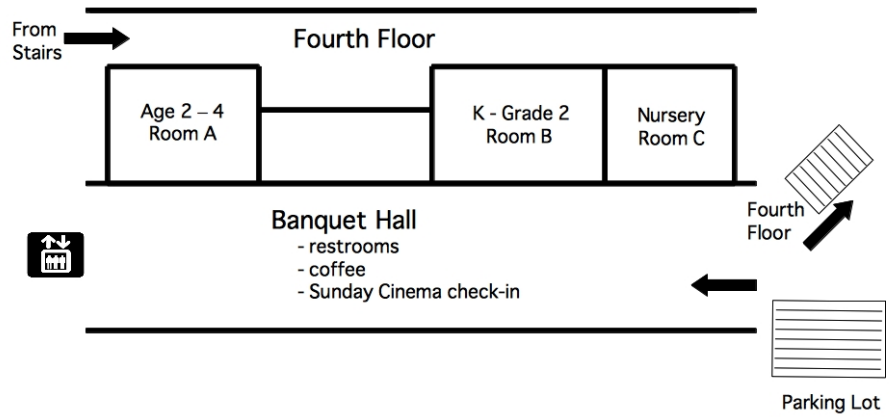 From
Stairs
Fourth Floor
Age 2 – 4
Room A
K - Grade 2
Room B
Nursery
Room C
Banquet Hall
- restrooms
- coffee
- Sunday Cinema check-in
Fourth
Floor
Parking Lot